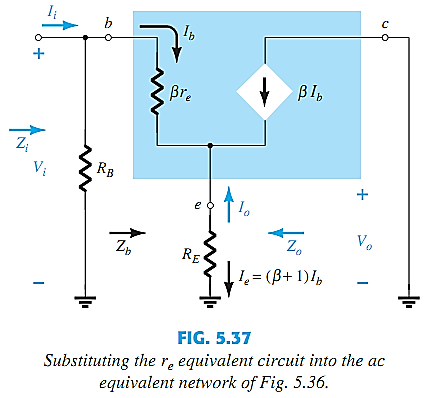 I_i
b
I_b
c
+
βr_e
β I_b
Z_i
V_i
R_B
+
e
I_o
Z_b
R_E
Z_o
V_o
–
I_e = (β + 1)I_b
–
FIG. 5.37
Substituting the r_e equivalent circuit into the ac
equivalent network of Fig. 5.36.